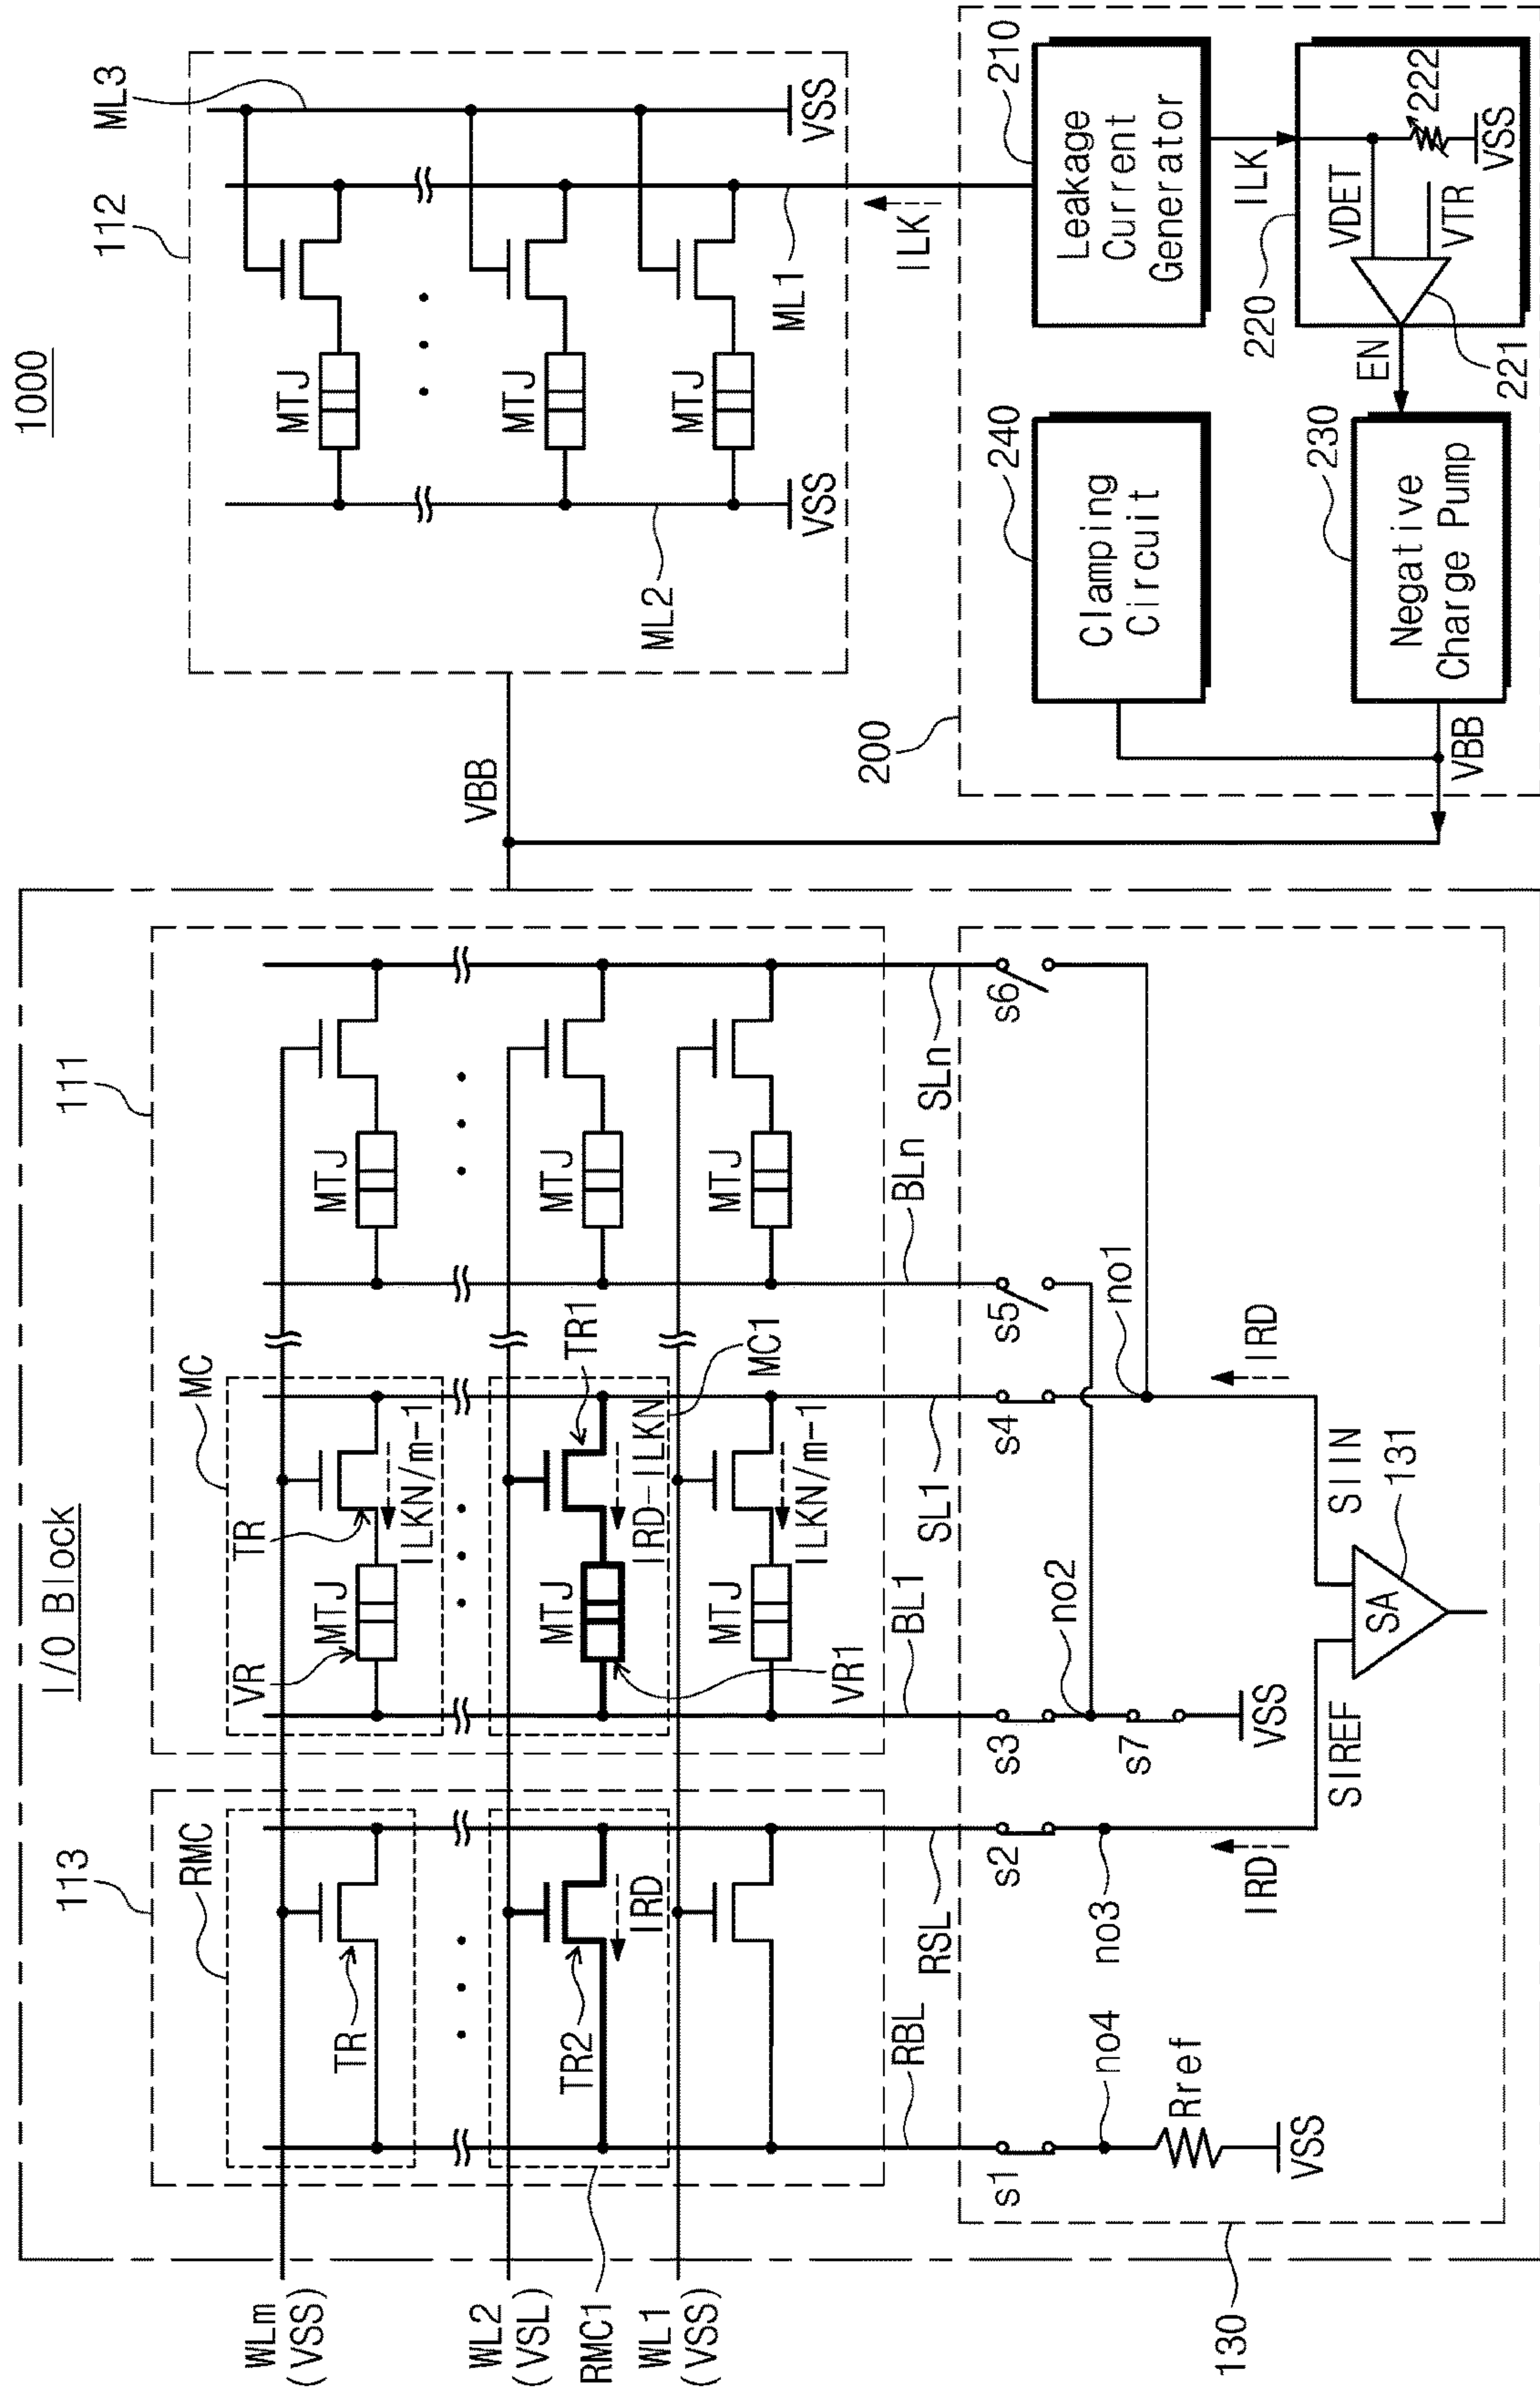 1000
I/O Block
113
RMC
TR
TR2
IRD
RMC1
RSL
RBL
WLm
(VSS)
WL2
(VSL)
WL1
(VSS)
111
MC
TR
VR
MTJ
ILKN/m-1
MTJ
TR1
IRD-ILKN
MC1
MTJ
ILKN/m-1
VR1
BL1
SL1
MTJ
MTJ
MTJ
BLn
SLn
130
s1
s2
s3
s4
s5
s6
s7
no4
no3
no2
no1
Rref
VSS
VSS
IRD
IRD
SIREF
SIIN
SA
131
VBB
112
ML3
MTJ
MTJ
MTJ
ML2
VSS
ML1
VSS
ILK
200
240
Clamping
Circuit
210
Leakage
Current
Generator
230
Negative
Charge Pump
VBB
EN
220
ILK
VDET
VTR
222
VSS
221